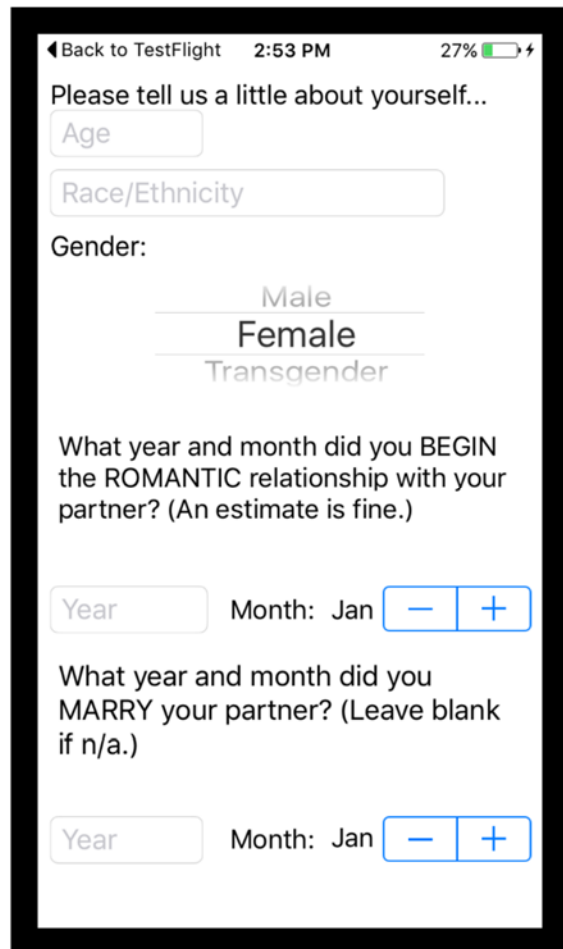 Back to TestFlight 2:53 PM 27%
Please tell us a little about yourself...
Age
Race/Ethnicity
Gender:
Male
Female
Transgender
What year and month did you BEGIN
the ROMANTIC relationship with your
partner? (An estimate is fine.)
Year Month: Jan − +
What year and month did you
MARRY your partner? (Leave blank
if n/a.)
Year Month: Jan − +